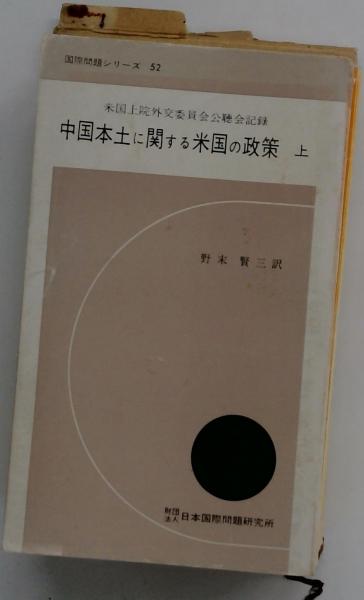 国際問題シリーズ 52
米国上院外交委員会公聴会記録
中国本土に関する米国の政策 上
野末 賢三訳
財団法人 日本国際問題研究所